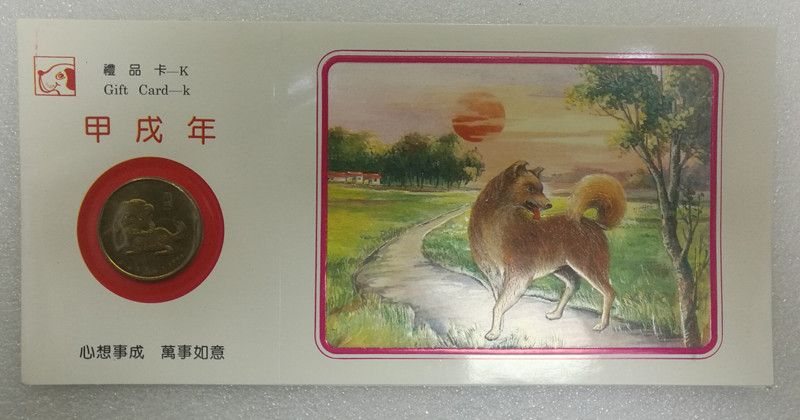 禮品卡—K
Gift Card—k
甲戌年
心想事成 萬事如意